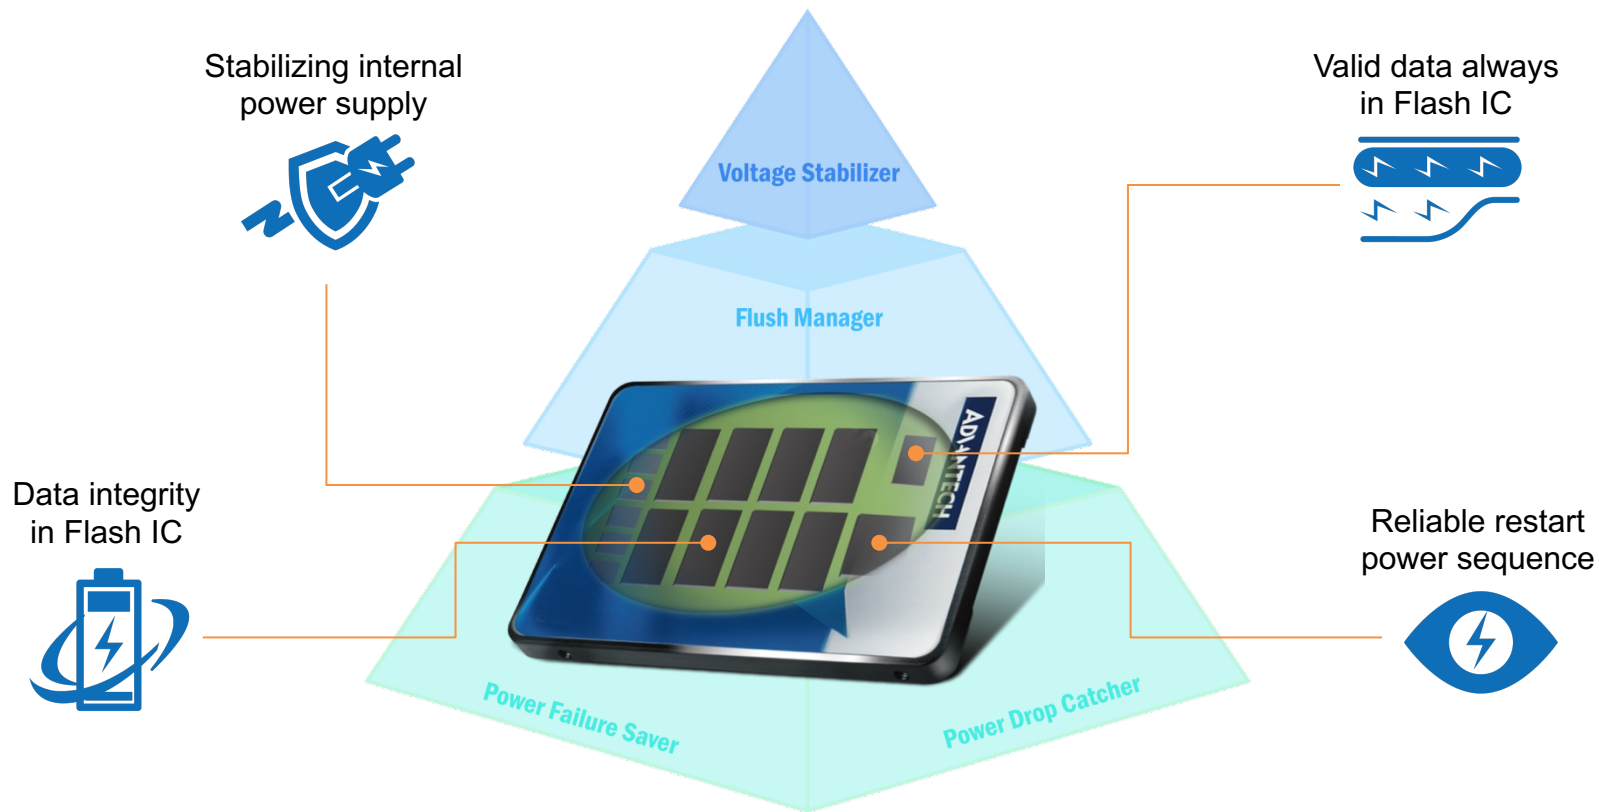 Stabilizing internal
power supply
Valid data always
in Flash IC
Voltage Stabilizer
Flush Manager
ADVANTECH
Data integrity
in Flash IC
Reliable restart
power sequence
Power Failure Saver
Power Drop Catcher